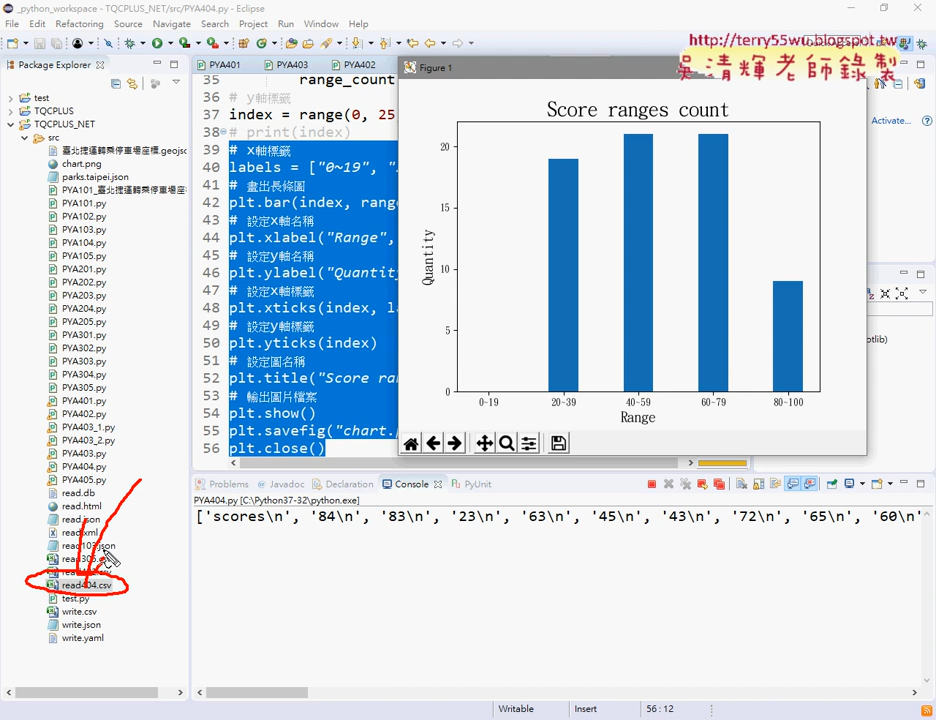 _python_workspace - TQCPLUS_NET/src/PYA404.py - Eclipse
File Edit Refactoring Source Navigate Search Project Run Window Help
http://terry55wu.blogspot.tw
吳清輝老師錄製
Package Explorer
PYA401 PYA403 PYA402
Figure 1
Activate...
test
TQCPLUS
TQCPLUS_NET
src
臺北捷運轉乘停車場座標.geojson
chart.png
parks.taipei.json
PYA101_臺北捷運轉乘停車場座標
PYA101.py
PYA102.py
PYA103.py
PYA104.py
PYA105.py
PYA201.py
PYA202.py
PYA203.py
PYA204.py
PYA205.py
PYA301.py
PYA302.py
PYA303.py
PYA304.py
PYA305.py
PYA401.py
PYA402.py
PYA403_1.py
PYA403_2.py
PYA403.py
PYA404.py
PYA405.py
read.db
read.html
read.json
read.xml
read103.json
read404.csv
test.py
write.csv
write.json
write.yaml
35 range_count
36 # y軸標籤
37 index = range(0, 25
38 # print(index)
39 # x軸標籤
40 labels = ["0~19", "
41 # 畫出長條圖
42 plt.bar(index, rang
43 # 設定x軸名稱
44 plt.xlabel("Range",
45 # 設定y軸名稱
46 plt.ylabel("Quantity
47 # 設定x軸標籤
48 plt.xticks(index, la
49 # 設定y軸標籤
50 plt.yticks(index)
51 # 設定圖名稱
52 plt.title("Score ra
53 # 輸出圖片檔案
54 plt.show()
55 plt.savefig("chart.
56 plt.close()
Score ranges count
Quantity
20
15
10
5
0
0~19 20~39 40~59 60~79 80~100
Range
otlib)
Problems Javadoc Declaration Console PyUnit
PYA404.py [C:\Python37-32\python.exe]
['scores\n', '84\n', '83\n', '23\n', '63\n', '45\n', '43\n', '72\n', '65\n', '60\n'
Writable Insert 56 : 12